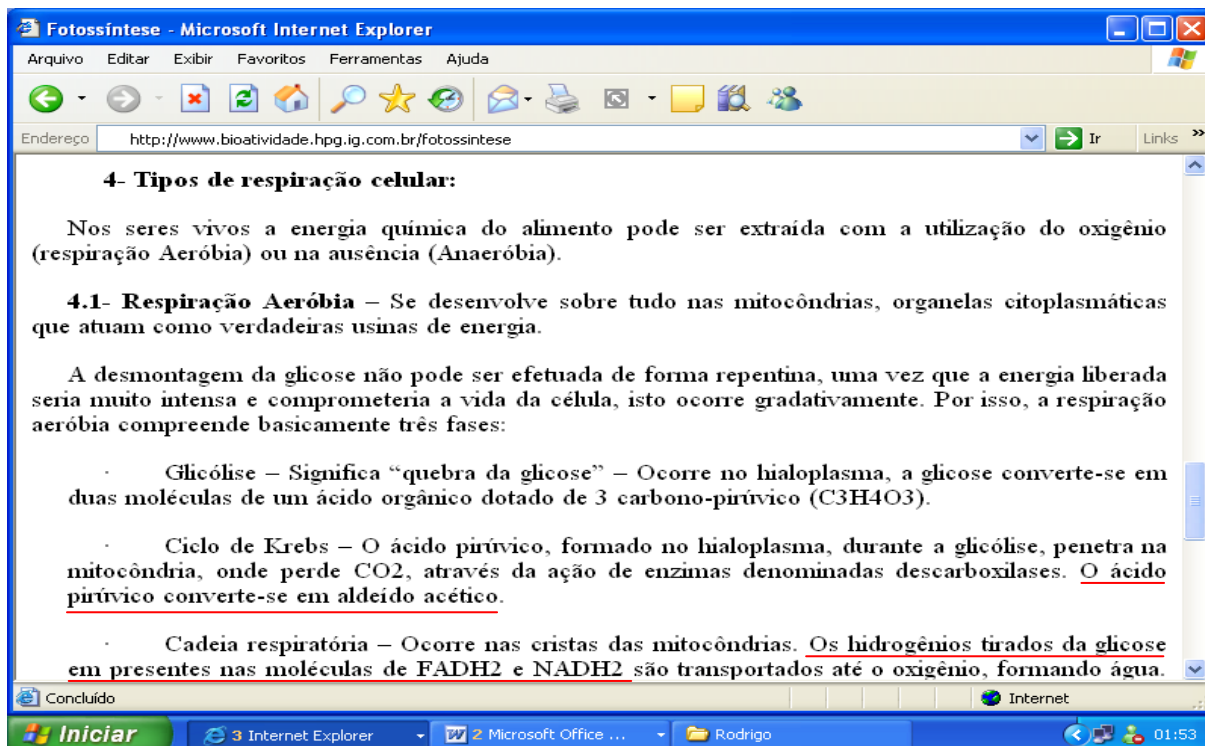 Fotossíntese - Microsoft Internet Explorer
Arquivo Editar Exibir Favoritos Ferramentas Ajuda
Endereço http://www.bioatividade.hpg.ig.com.br/fotossintese Ir Links »
4- Tipos de respiração celular:
Nos seres vivos a energia química do alimento pode ser extraída com a utilização do oxigênio
(respiração Aeróbia) ou na ausência (Anaeróbia).
4.1- Respiração Aeróbia – Se desenvolve sobre tudo nas mitocôndrias, organelas citoplasmáticas
que atuam como verdadeiras usinas de energia.
A desmontagem da glicose não pode ser efetuada de forma repentina, uma vez que a energia liberada
seria muito intensa e comprometeria a vida da célula, isto ocorre gradativamente. Por isso, a respiração
aeróbia compreende basicamente três fases:
· Glicólise – Significa “quebra da glicose” – Ocorre no hialoplasma, a glicose converte-se em
duas moléculas de um ácido orgânico dotado de 3 carbono-pirúvico (C3H4O3).
· Ciclo de Krebs – O ácido pirúvico, formado no hialoplasma, durante a glicólise, penetra na
mitocôndria, onde perde CO2, através da ação de enzimas denominadas descarboxilases. O ácido
pirúvico converte-se em aldeído acético.
· Cadeia respiratória – Ocorre nas cristas das mitocôndrias. Os hidrogênios tirados da glicose
em presentes nas moléculas de FADH2 e NADH2 são transportados até o oxigênio, formando água.
Concluído Internet
Iniciar 3 Internet Explorer 2 Microsoft Office ... Rodrigo 01:53